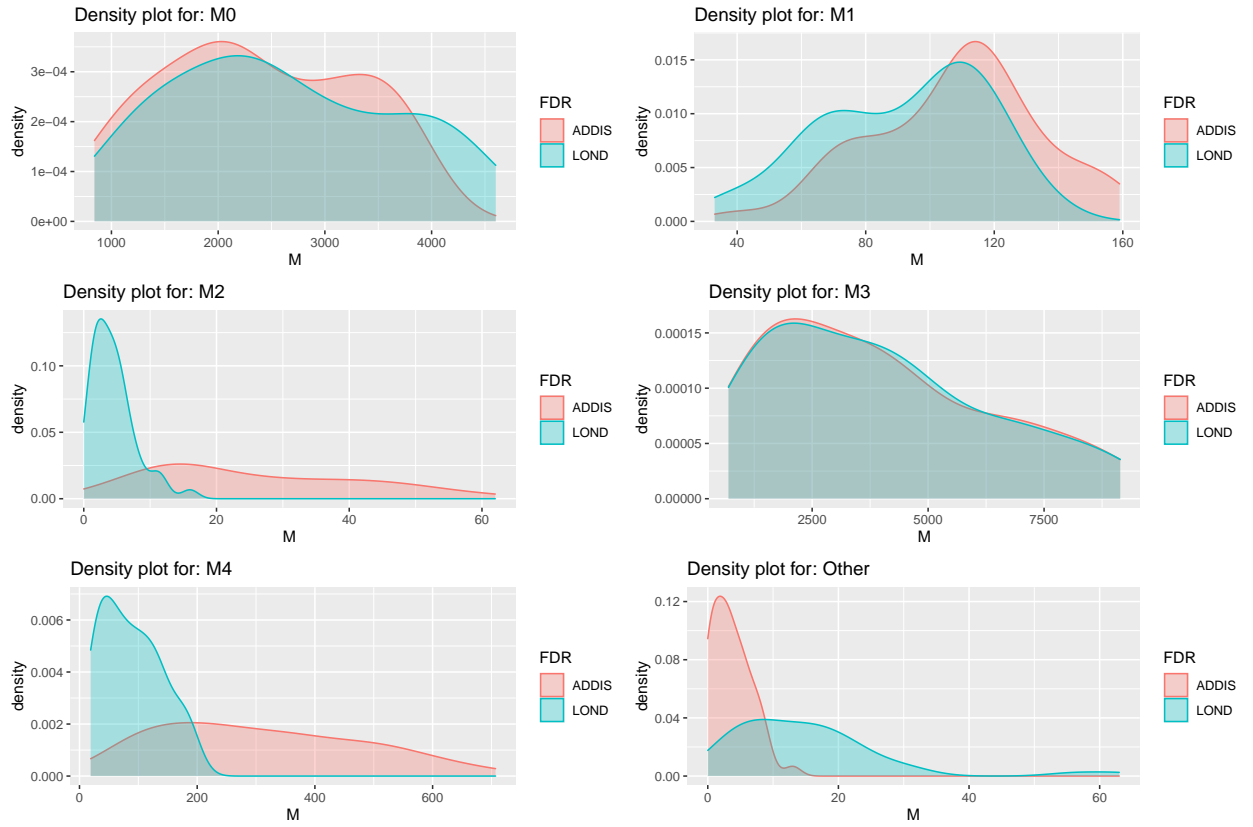 Density plot for: M0
3e−04
2e−04
1e−04
0e+00
density
1000 2000 3000 4000
M
FDR
ADDIS
LOND
Density plot for: M1
0.015
0.010
0.005
0.000
density
40 80 120 160
M
FDR
ADDIS
LOND
Density plot for: M2
0.10
0.05
0.00
density
0 20 40 60
M
FDR
ADDIS
LOND
Density plot for: M3
0.00015
0.00010
0.00005
0.00000
density
2500 5000 7500
M
FDR
ADDIS
LOND
Density plot for: M4
0.006
0.004
0.002
0.000
density
0 200 400 600
M
FDR
ADDIS
LOND
Density plot for: Other
0.12
0.08
0.04
0.00
density
0 20 40 60
M
FDR
ADDIS
LOND